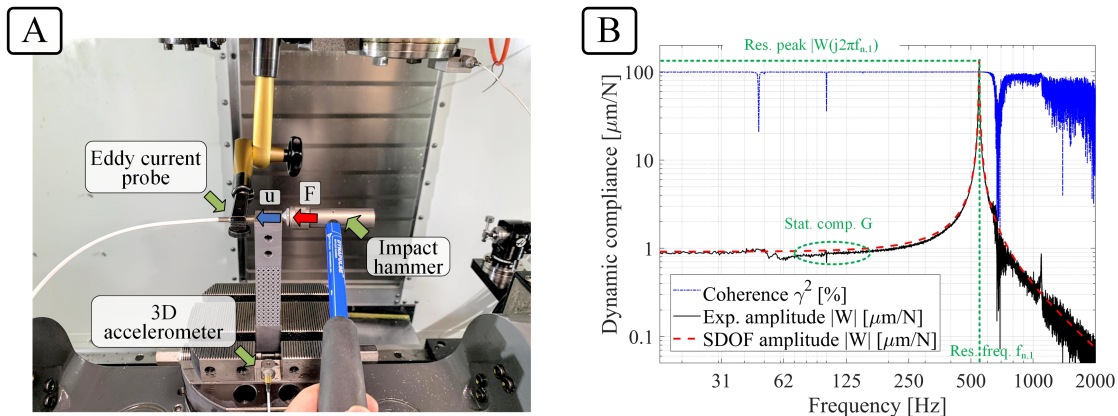 A
Eddy current
probe
u
F
Impact
hammer
3D
accelerometer
B
Dynamic compliance [μm/N]
100
10
1
0.1
Res. peak |W(j2πfₙ,₁)|
Stat. comp. G
Coherence γ² [%]
Exp. amplitude |W| [μm/N]
SDOF amplitude |W| [μm/N]
Res. freq. fₙ,₁
31
62
125
250
500
1000
2000
Frequency [Hz]